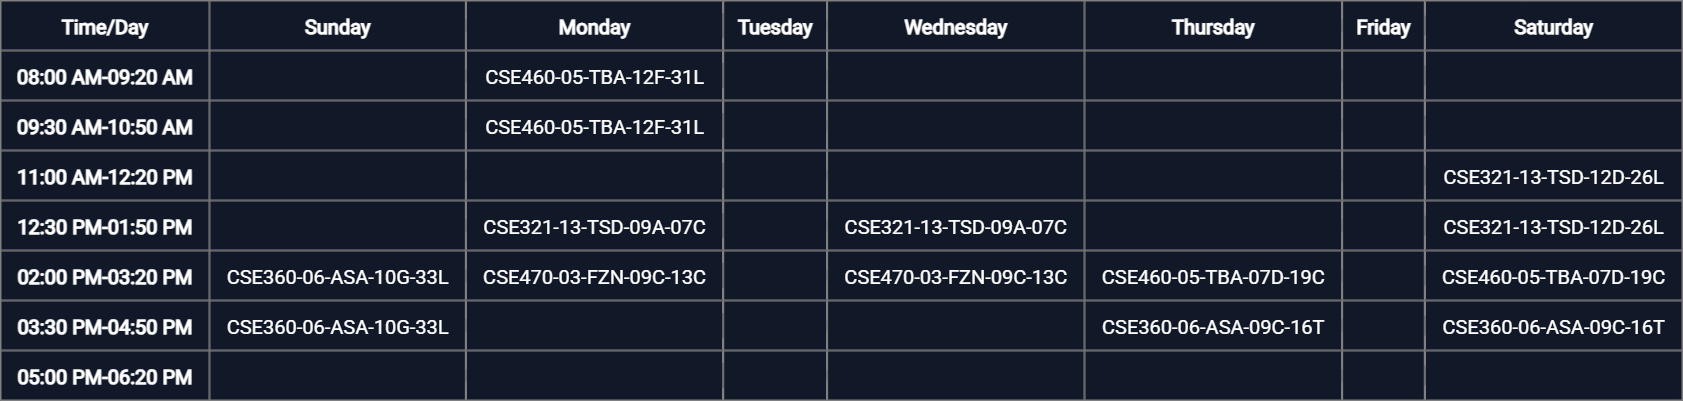 Time/Day Sunday Monday Tuesday Wednesday Thursday Friday Saturday
08:00 AM-09:20 AM CSE460-05-TBA-12F-31L
09:30 AM-10:50 AM CSE460-05-TBA-12F-31L
11:00 AM-12:20 PM CSE321-13-TSD-12D-26L
12:30 PM-01:50 PM CSE321-13-TSD-09A-07C CSE321-13-TSD-09A-07C CSE321-13-TSD-12D-26L
02:00 PM-03:20 PM CSE360-06-ASA-10G-33L CSE470-03-FZN-09C-13C CSE470-03-FZN-09C-13C CSE460-05-TBA-07D-19C CSE460-05-TBA-07D-19C
03:30 PM-04:50 PM CSE360-06-ASA-10G-33L CSE360-06-ASA-09C-16T CSE360-06-ASA-09C-16T
05:00 PM-06:20 PM